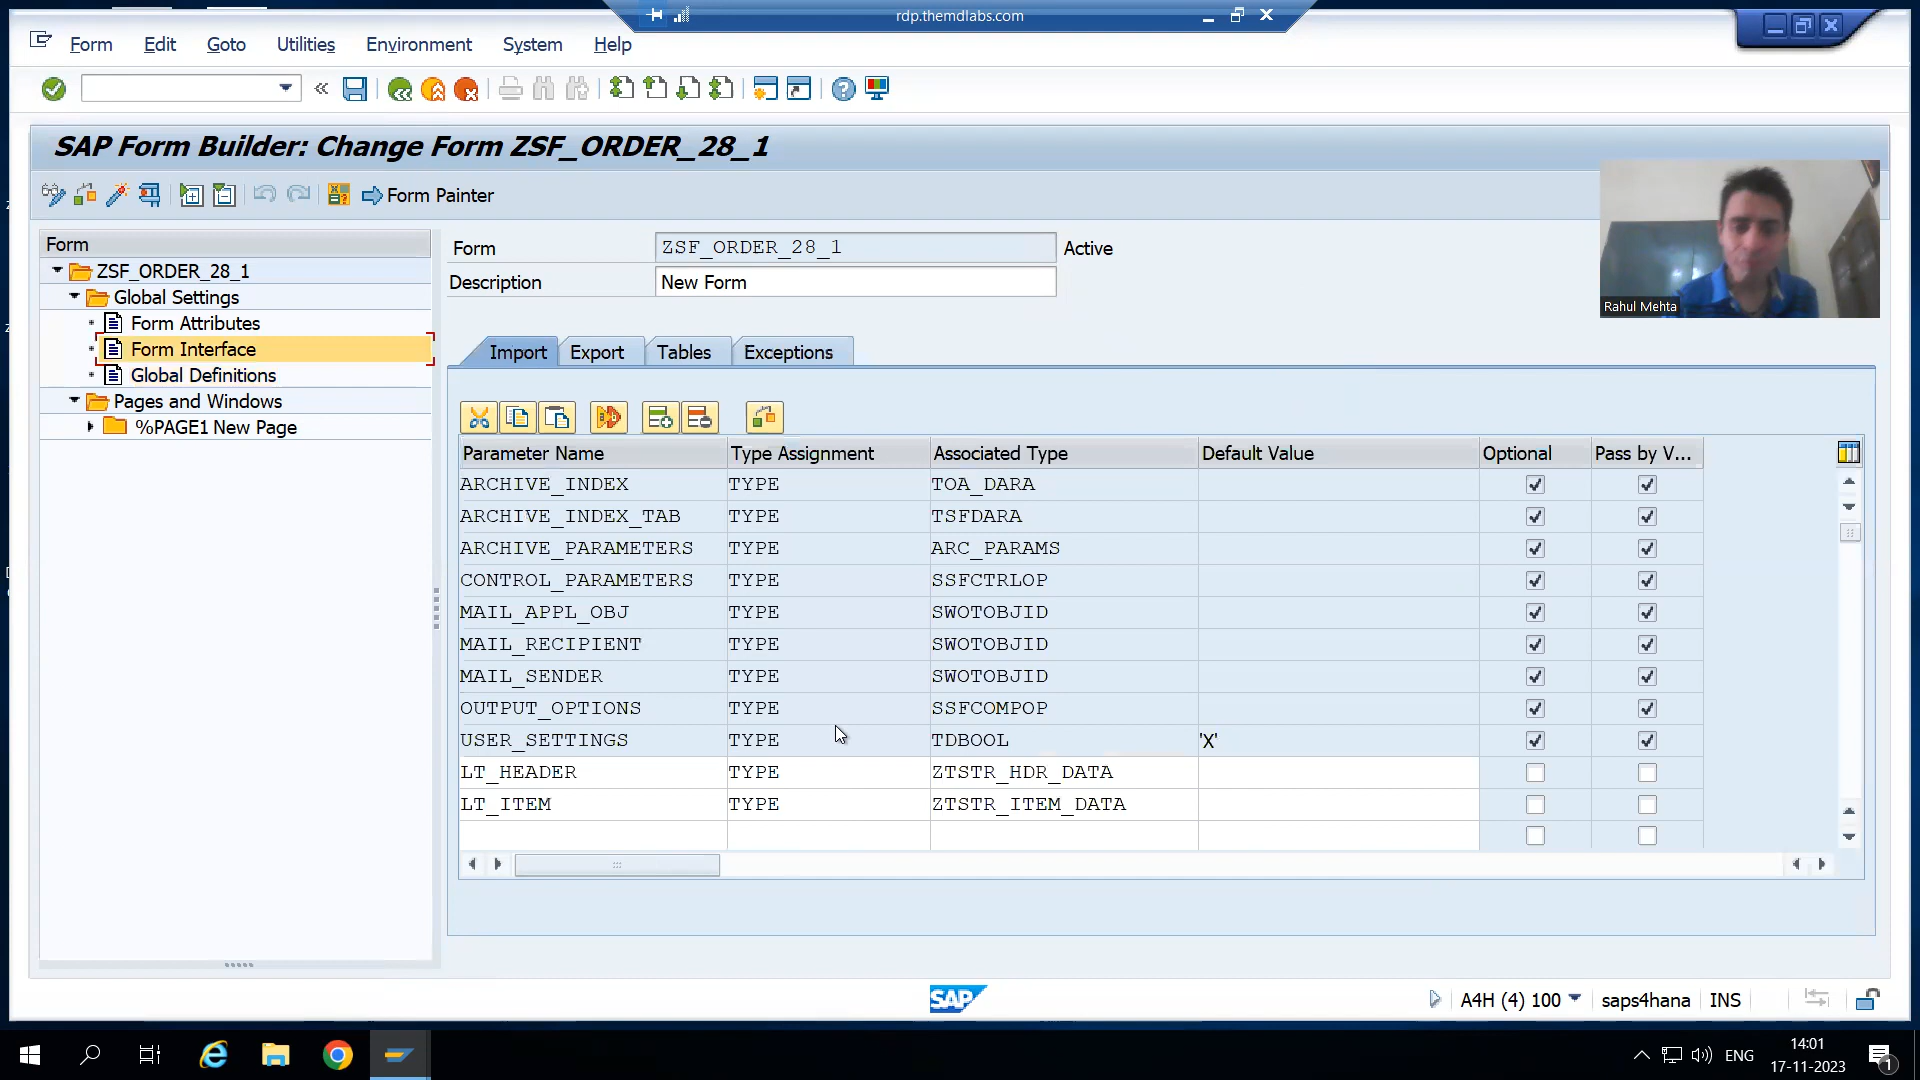 rdp.themdlabs.com
Form Edit Goto Utilities Environment System Help
SAP Form Builder: Change Form ZSF_ORDER_28_1
Form Painter
Rahul Mehta
Form
ZSF_ORDER_28_1
Global Settings
Form Attributes
Form Interface
Global Definitions
Pages and Windows
%PAGE1 New Page
Form ZSF_ORDER_28_1 Active
Description New Form
Import Export Tables Exceptions
Parameter Name Type Assignment Associated Type Default Value Optional Pass by V...
ARCHIVE_INDEX TYPE TOA_DARA
ARCHIVE_INDEX_TAB TYPE TSFDARA
ARCHIVE_PARAMETERS TYPE ARC_PARAMS
CONTROL_PARAMETERS TYPE SSFCTRLOP
MAIL_APPL_OBJ TYPE SWOTOBJID
MAIL_RECIPIENT TYPE SWOTOBJID
MAIL_SENDER TYPE SWOTOBJID
OUTPUT_OPTIONS TYPE SSFCOMPOP
USER_SETTINGS TYPE TDBOOL 'X'
LT_HEADER TYPE ZTSTR_HDR_DATA
LT_ITEM TYPE ZTSTR_ITEM_DATA
SAP
A4H (4) 100 saps4hana INS
ENG
14:01
17-11-2023
1